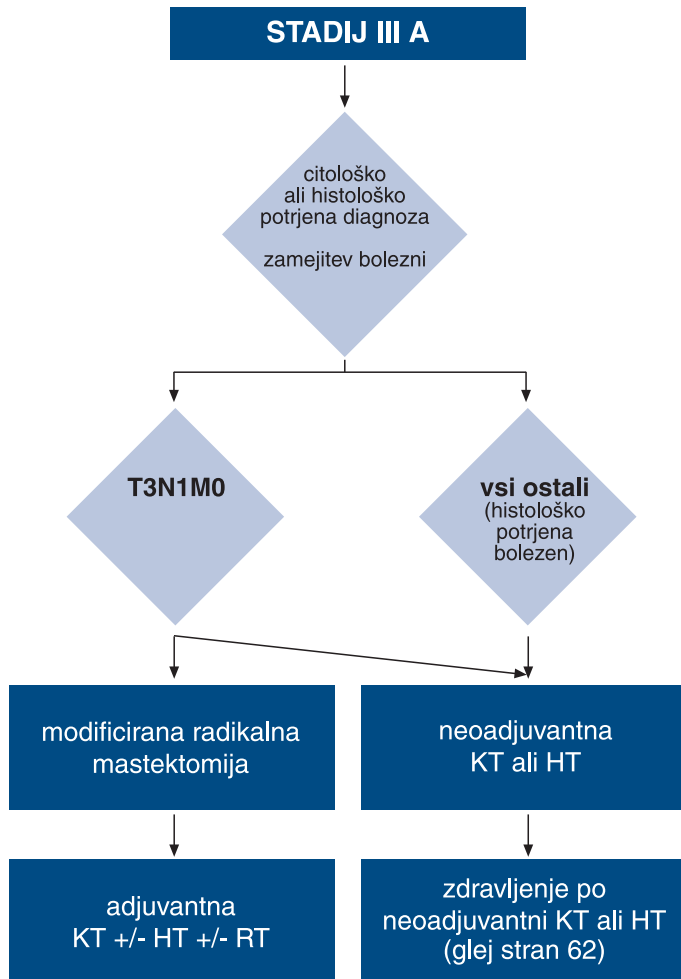 STADIJ III A
citološko
ali histološko
potrjena diagnoza
zamejitev bolezni
T3N1M0
vsi ostali
(histološko
potrjena
bolezen)
modificirana radikalna
mastektomija
neoadjuvantna
KT ali HT
adjuvantna
KT +/- HT +/- RT
zdravljenje po
neoadjuvantni KT ali HT
(glej stran 62)